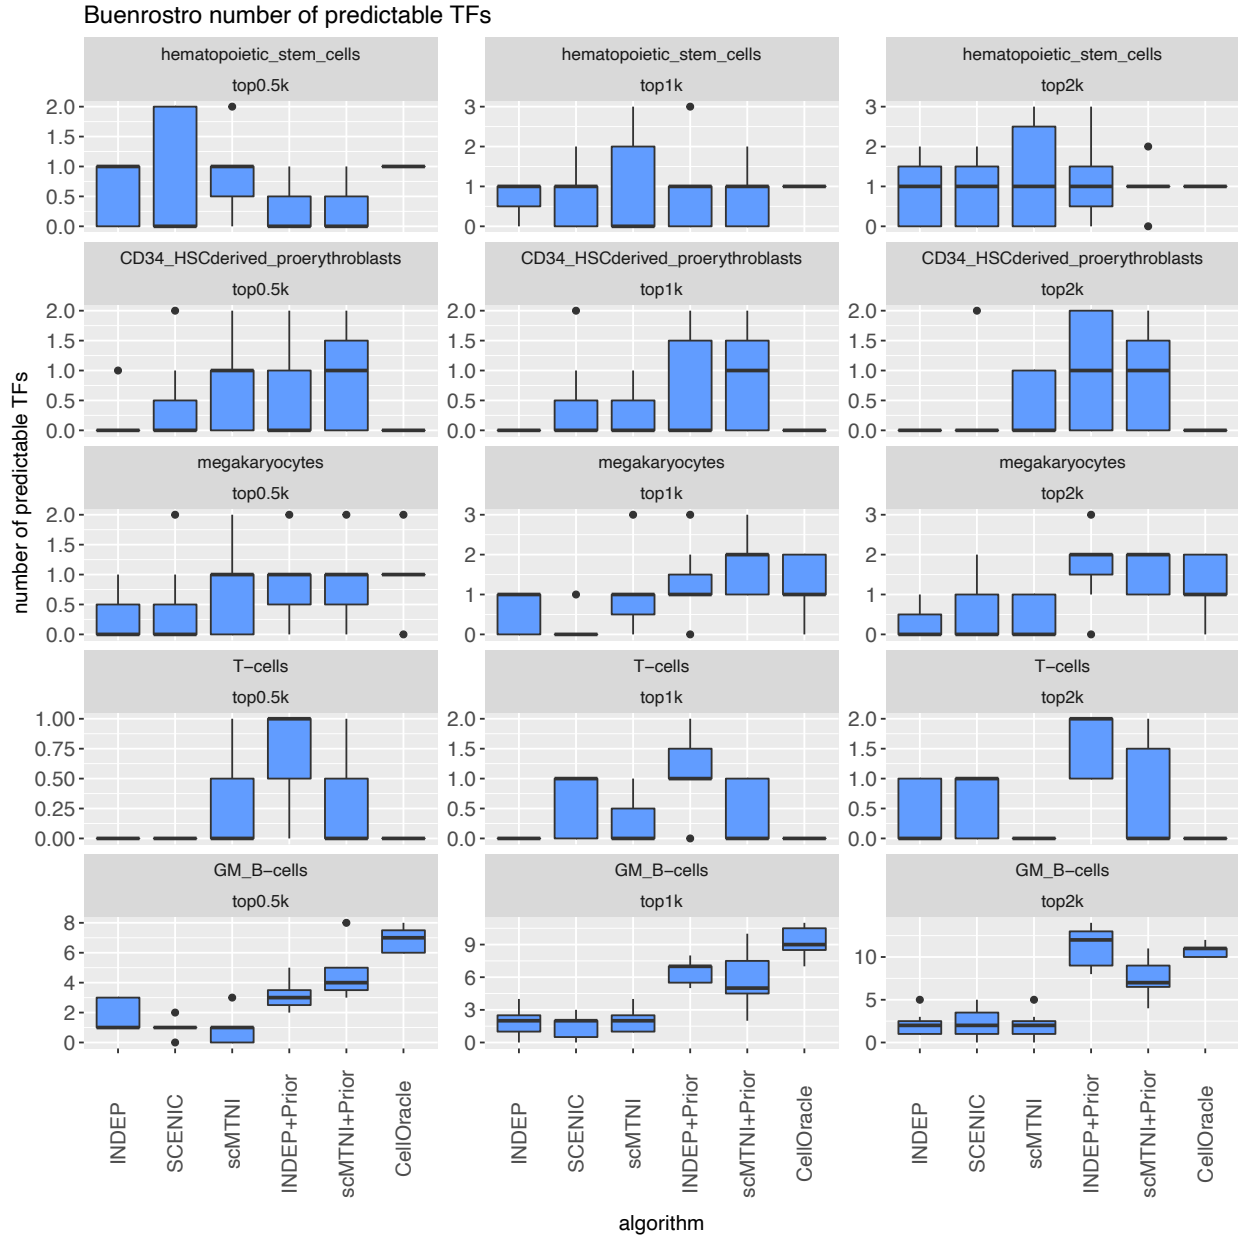 Buenrostro number of predictable TFs
hematopoietic_stem_cells
top0.5k
2.0
1.5
1.0
0.5
0.0
hematopoietic_stem_cells
top1k
3
2
1
0
hematopoietic_stem_cells
top2k
3
2
1
0
CD34_HSCderived_proerythroblasts
top0.5k
2.0
1.5
1.0
0.5
0.0
CD34_HSCderived_proerythroblasts
top1k
2.0
1.5
1.0
0.5
0.0
CD34_HSCderived_proerythroblasts
top2k
2.0
1.5
1.0
0.5
0.0
number of predictable TFs
megakaryocytes
top0.5k
2.0
1.5
1.0
0.5
0.0
megakaryocytes
top1k
3
2
1
0
megakaryocytes
top2k
3
2
1
0
T−cells
top0.5k
1.00
0.75
0.50
0.25
0.00
T−cells
top1k
2.0
1.5
1.0
0.5
0.0
T−cells
top2k
2.0
1.5
1.0
0.5
0.0
GM_B−cells
top0.5k
8
6
4
2
0
GM_B−cells
top1k
9
6
3
0
GM_B−cells
top2k
10
5
0
INDEP
SCENIC
scMTNI
INDEP+Prior
scMTNI+Prior
CellOracle
INDEP
SCENIC
scMTNI
INDEP+Prior
scMTNI+Prior
CellOracle
INDEP
SCENIC
scMTNI
INDEP+Prior
scMTNI+Prior
CellOracle
algorithm